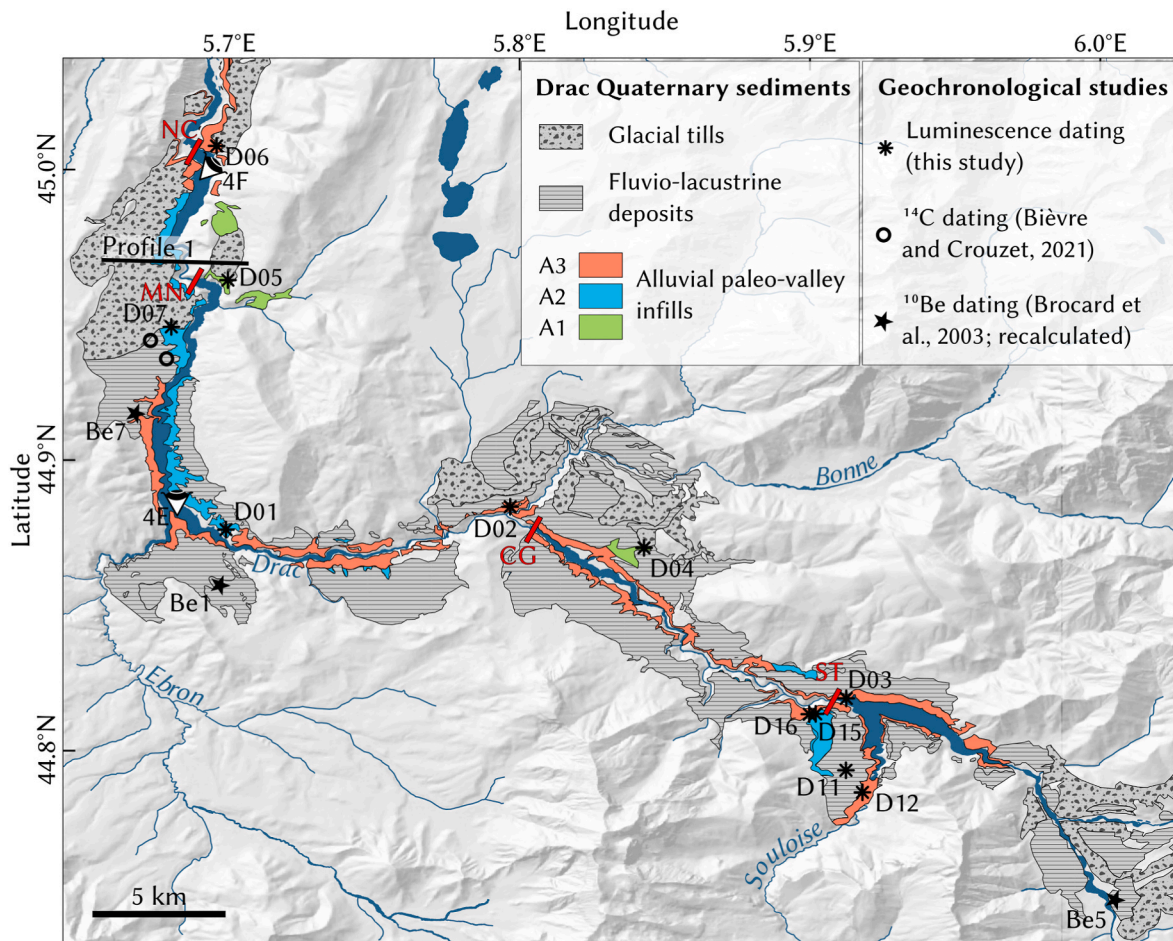 Longitude
5.7°E
5.8°E
5.9°E
6.0°E
Latitude
45.0°N
44.9°N
44.8°N
Drac Quaternary sediments
Glacial tills
Fluvio-lacustrine
deposits
A3
A2
A1
Alluvial paleo-valley
infills
Geochronological studies
Luminescence dating
(this study)
¹⁴C dating (Bièvre
and Crouzet, 2021)
¹⁰Be dating (Brocard
et al., 2003; recalculated)
NC
D06
4F
Profile 1
D05
MN
D07
Be7
4E
D01
Drac
Be1
Ebron
D02
CG
D04
Bonne
ST
D03
D16
D15
D11
D12
Souloise
Be5
5 km